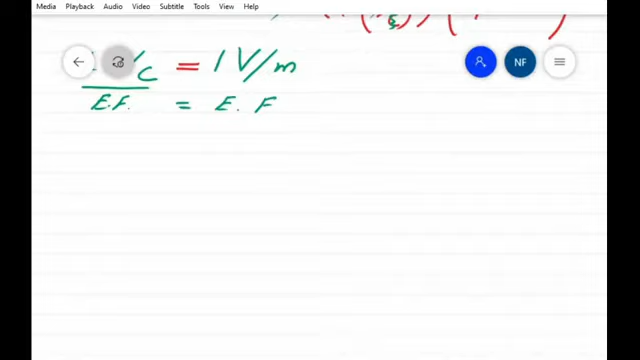 Media Playback Audio Video Subtitle Tools View Help
/C = 1 V/m
NF
E.F. = E. F